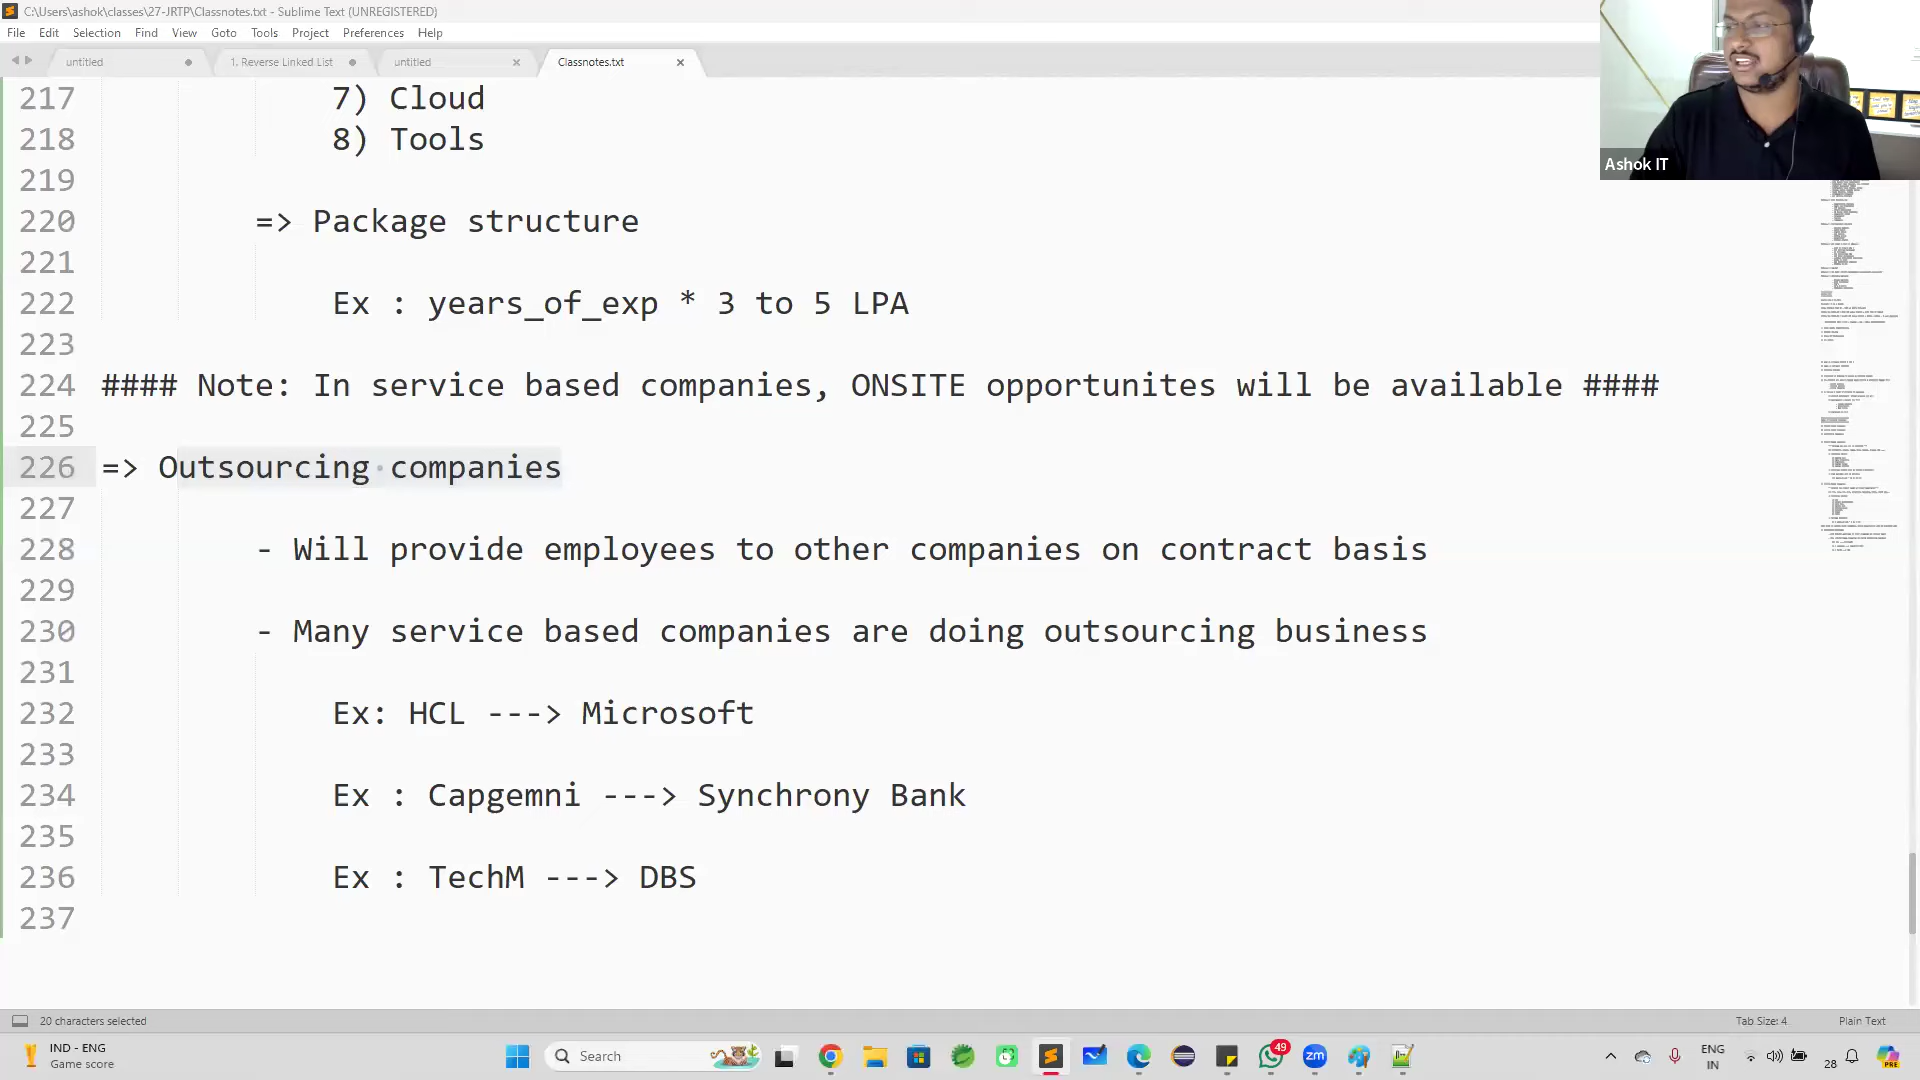 C:\Users\ashok\classes\27-JRTP\Classnotes.txt - Sublime Text (UNREGISTERED)
File Edit Selection Find View Goto Tools Project Preferences Help
untitled 1. Reverse Linked List untitled Classnotes.txt
217 7) Cloud
218 8) Tools
219
220 => Package structure
221
222 Ex : years_of_exp * 3 to 5 LPA
223
224 #### Note: In service based companies, ONSITE opportunites will be available ####
225
226 => Outsourcing companies
227
228 - Will provide employees to other companies on contract basis
229
230 - Many service based companies are doing outsourcing business
231
232 Ex: HCL ---> Microsoft
233
234 Ex : Capgemni ---> Synchrony Bank
235
236 Ex : TechM ---> DBS
237
Ashok IT
20 characters selected Tab Size: 4 Plain Text
IND - ENG
Game score
Search
49
zm
ENG
IN
28
PRE